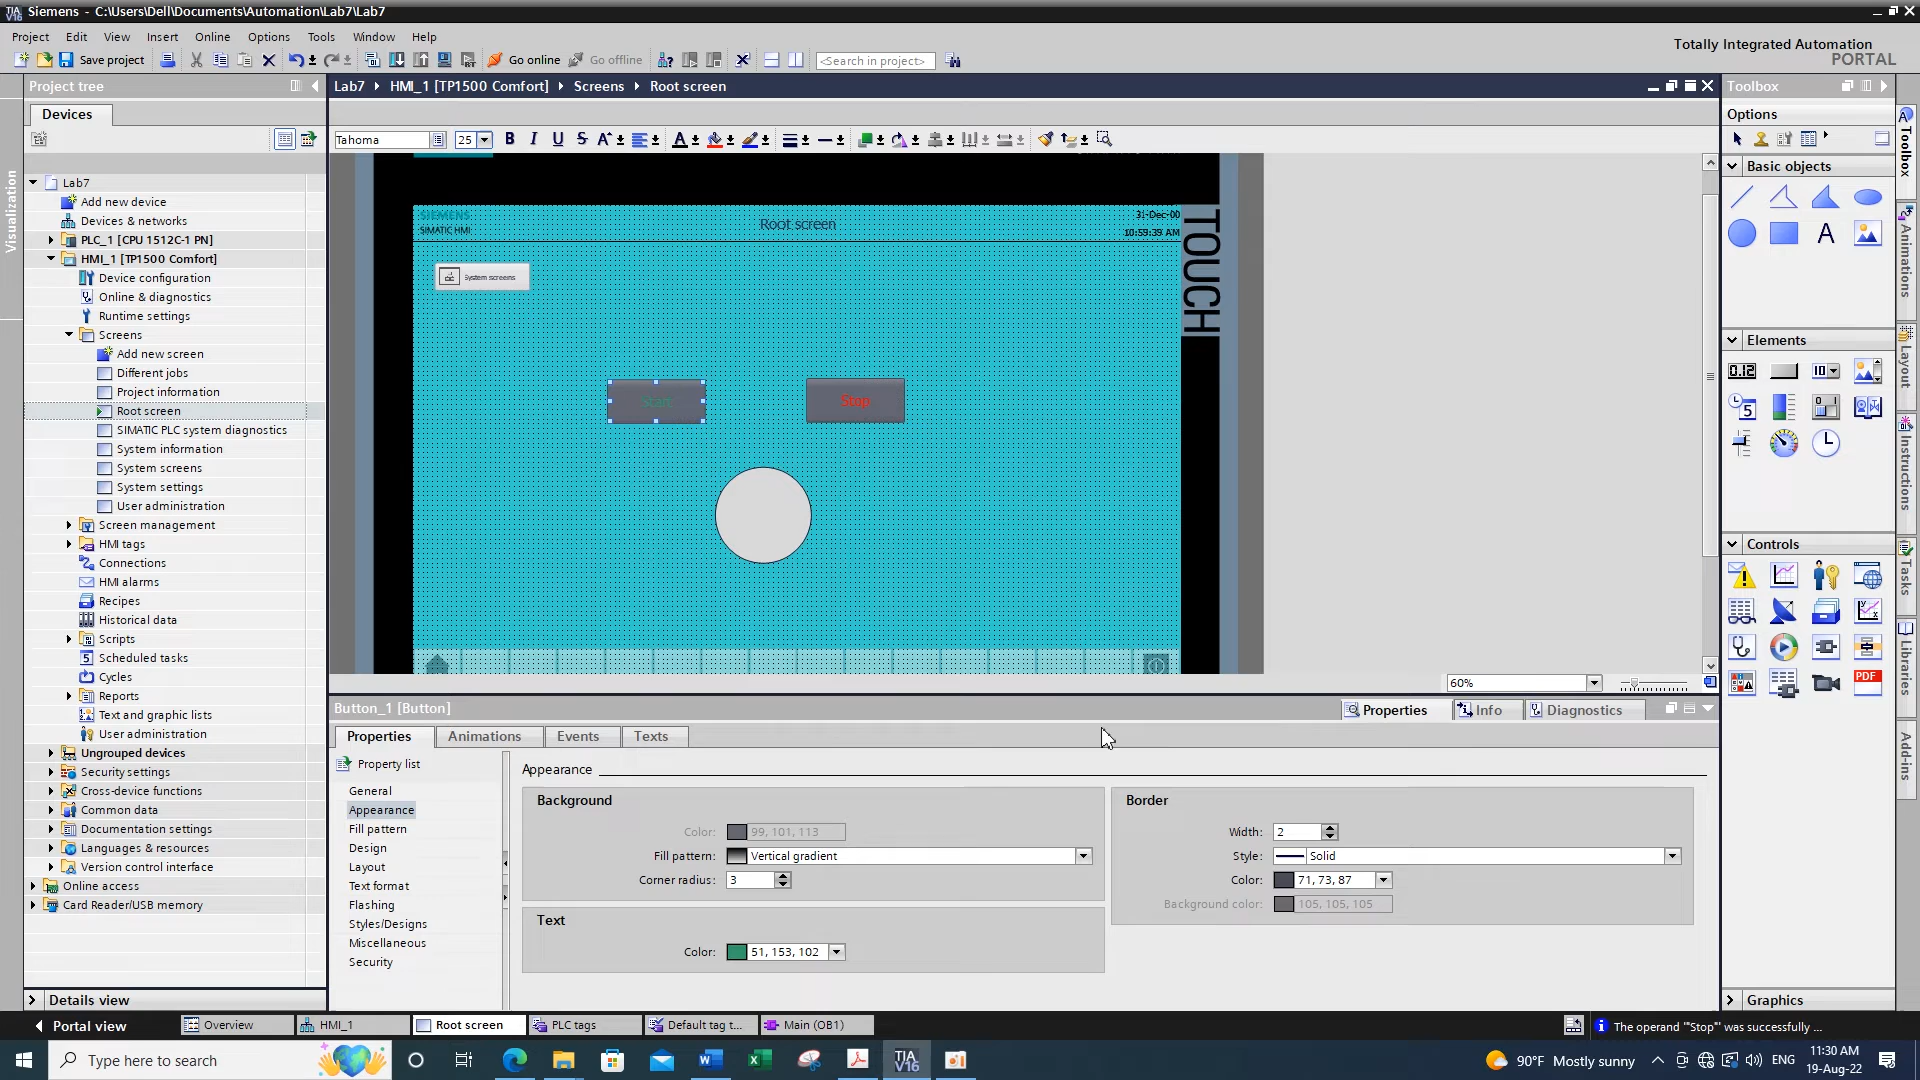 Siemens - C:\Users\Dell\Documents\Automation\Lab7\Lab7
Project Edit View Insert Online Options Tools Window Help
Save project
Go online
Go offline
<Search in project>
Totally Integrated Automation
PORTAL
Project tree
Devices
Visualization
Lab7
Add new device
Devices & networks
PLC_1 [CPU 1512C-1 PN]
HMI_1 [TP1500 Comfort]
Device configuration
Online & diagnostics
Runtime settings
Screens
Add new screen
Different jobs
Project information
Root screen
SIMATIC PLC system diagnostics
System information
System screens
System settings
User administration
Screen management
HMI tags
Connections
HMI alarms
Recipes
Historical data
Scripts
Scheduled tasks
Cycles
Reports
Text and graphic lists
User administration
Ungrouped devices
Security settings
Cross-device functions
Common data
Documentation settings
Languages & resources
Version control interface
Online access
Card Reader/USB memory
Details view
Lab7 HMI_1 [TP1500 Comfort] Screens Root screen
Tahoma
25
SIEMENS
SIMATIC HMI
Root screen
31-Dec-00
10:59:39 AM
TOUCH
System screens
Start
Stop
60%
Button_1 [Button]
Properties
Info
Diagnostics
Properties
Animations
Events
Texts
Property list
General
Appearance
Fill pattern
Design
Layout
Text format
Flashing
Styles/Designs
Miscellaneous
Security
Appearance
Background
Color: 99, 101, 113
Fill pattern: Vertical gradient
Corner radius: 3
Text
Color: 51, 153, 102
Border
Width: 2
Style: Solid
Color: 71, 73, 87
Background color: 105, 105, 105
Toolbox
Options
Basic objects
Elements
Controls
Graphics
Toolbox
Animations
Layout
Instructions
Tasks
Libraries
Add-ins
Portal view
Overview
HMI_1
Root screen
PLC tags
Default tag t...
Main (OB1)
The operand '"Stop"' was successfully ...
Type here to search
90°F Mostly sunny
ENG
11:30 AM
19-Aug-22